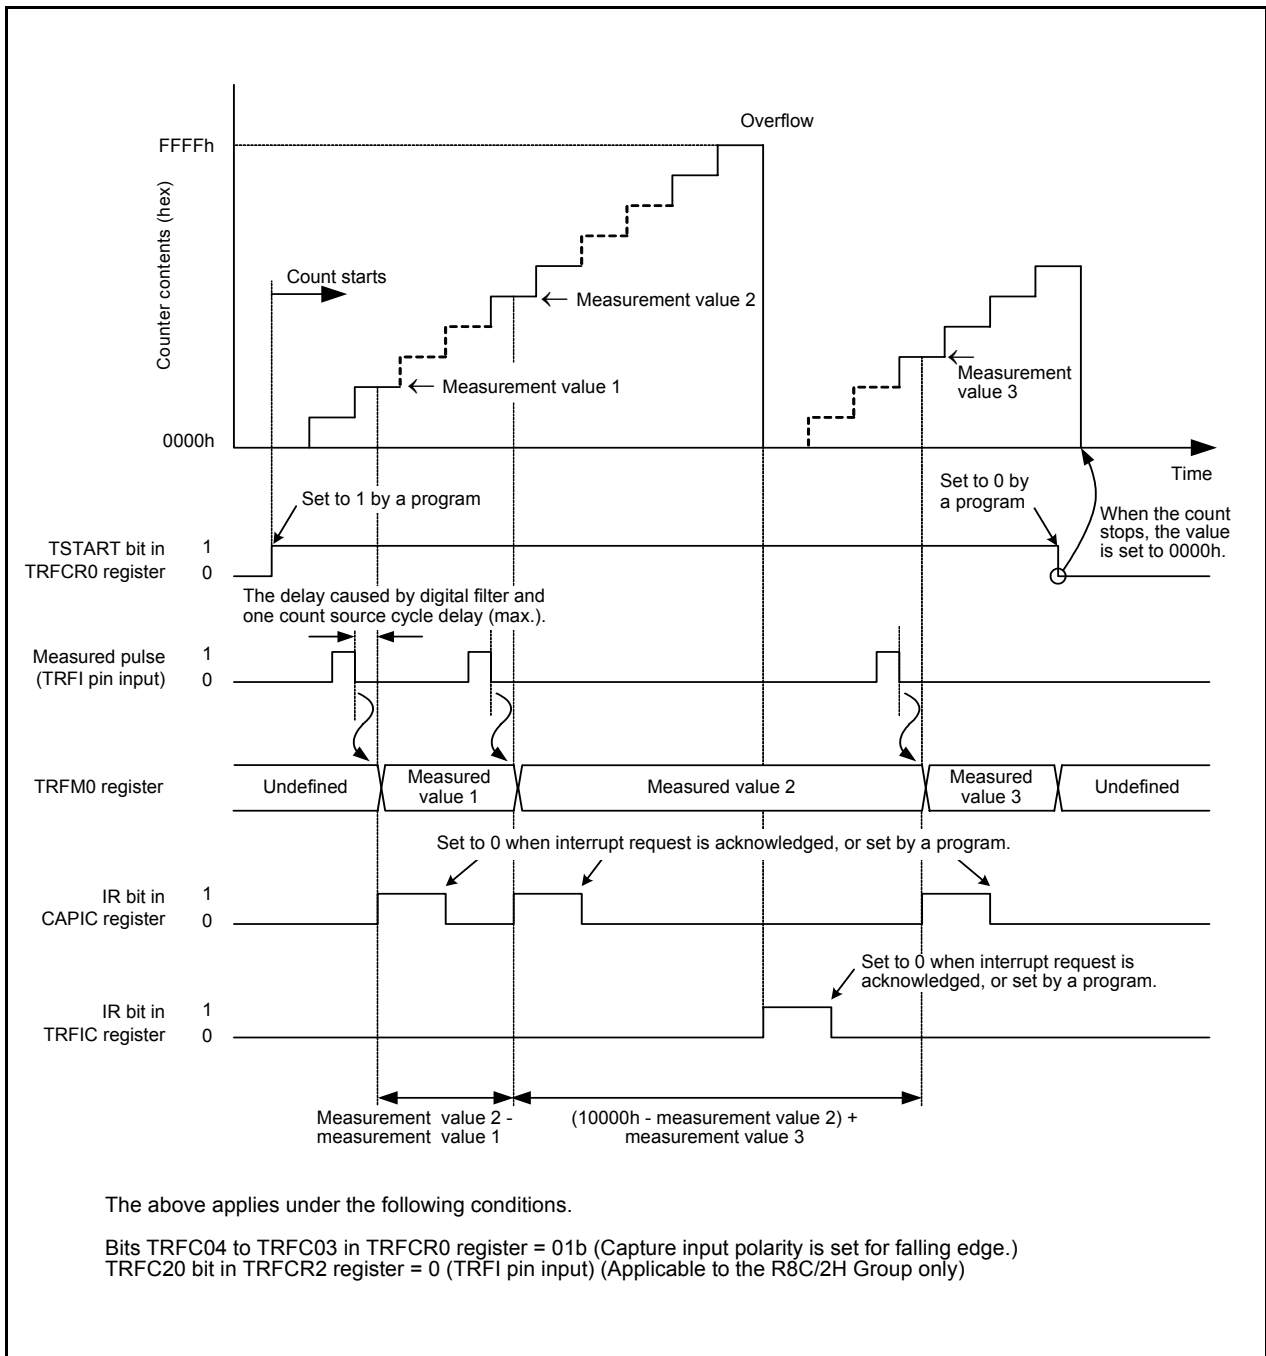 Overflow
FFFFh
Counter contents (hex)
Count starts
Measurement value 2
Measurement value 1
Measurement
value 3
0000h
Time
Set to 1 by a program
Set to 0 by
a program
When the count
stops, the value
is set to 0000h.
TSTART bit in
TRFCR0 register
1
0
The delay caused by digital filter and
one count source cycle delay (max.).
Measured pulse
(TRFI pin input)
1
0
TRFM0 register
Undefined
Measured
value 1
Measured value 2
Measured
value 3
Undefined
Set to 0 when interrupt request is acknowledged, or set by a program.
IR bit in
CAPIC register
1
0
Set to 0 when interrupt request is
acknowledged, or set by a program.
IR bit in
TRFIC register
1
0
Measurement value 2 -
measurement value 1
(10000h - measurement value 2) +
measurement value 3
The above applies under the following conditions.
Bits TRFC04 to TRFC03 in TRFCR0 register = 01b (Capture input polarity is set for falling edge.)
TRFC20 bit in TRFCR2 register = 0 (TRFI pin input) (Applicable to the R8C/2H Group only)